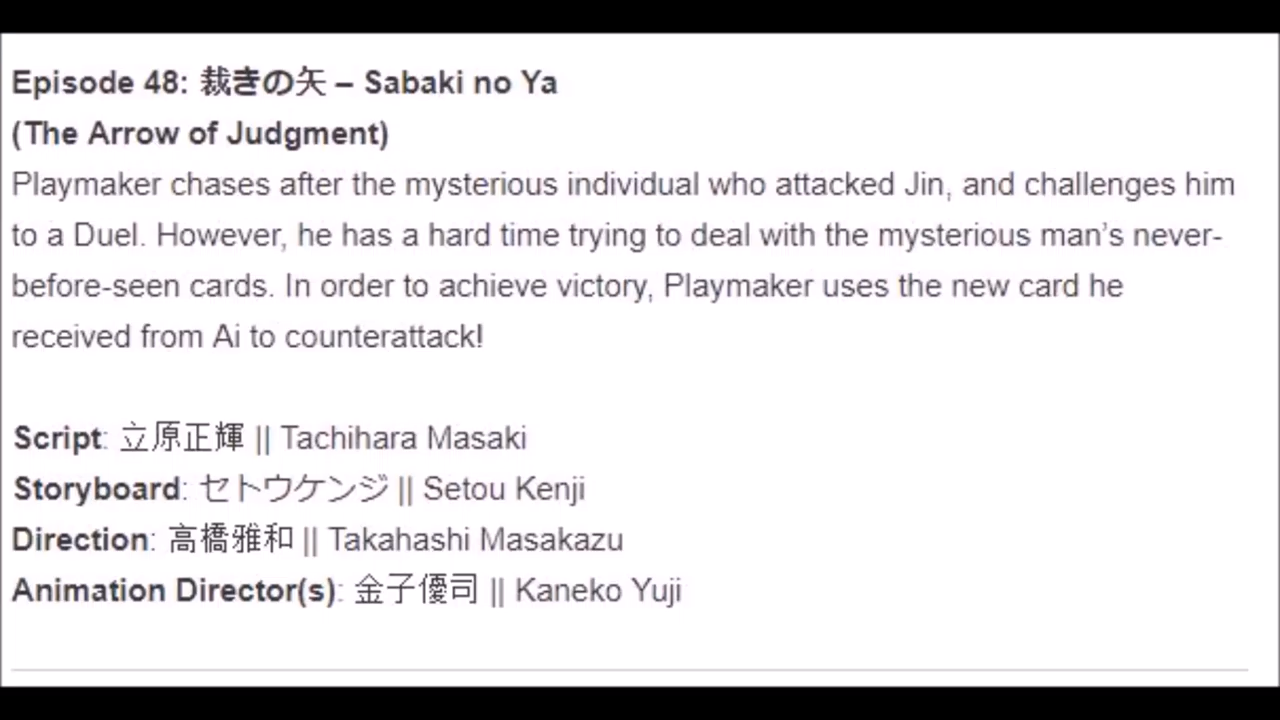 Episode 48: 裁きの矢 – Sabaki no Ya
(The Arrow of Judgment)
Playmaker chases after the mysterious individual who attacked Jin, and challenges him
to a Duel. However, he has a hard time trying to deal with the mysterious man’s never-
before-seen cards. In order to achieve victory, Playmaker uses the new card he
received from Ai to counterattack!
Script: 立原正輝 || Tachihara Masaki
Storyboard: セトウケンジ || Setou Kenji
Direction: 高橋雅和 || Takahashi Masakazu
Animation Director(s): 金子優司 || Kaneko Yuji